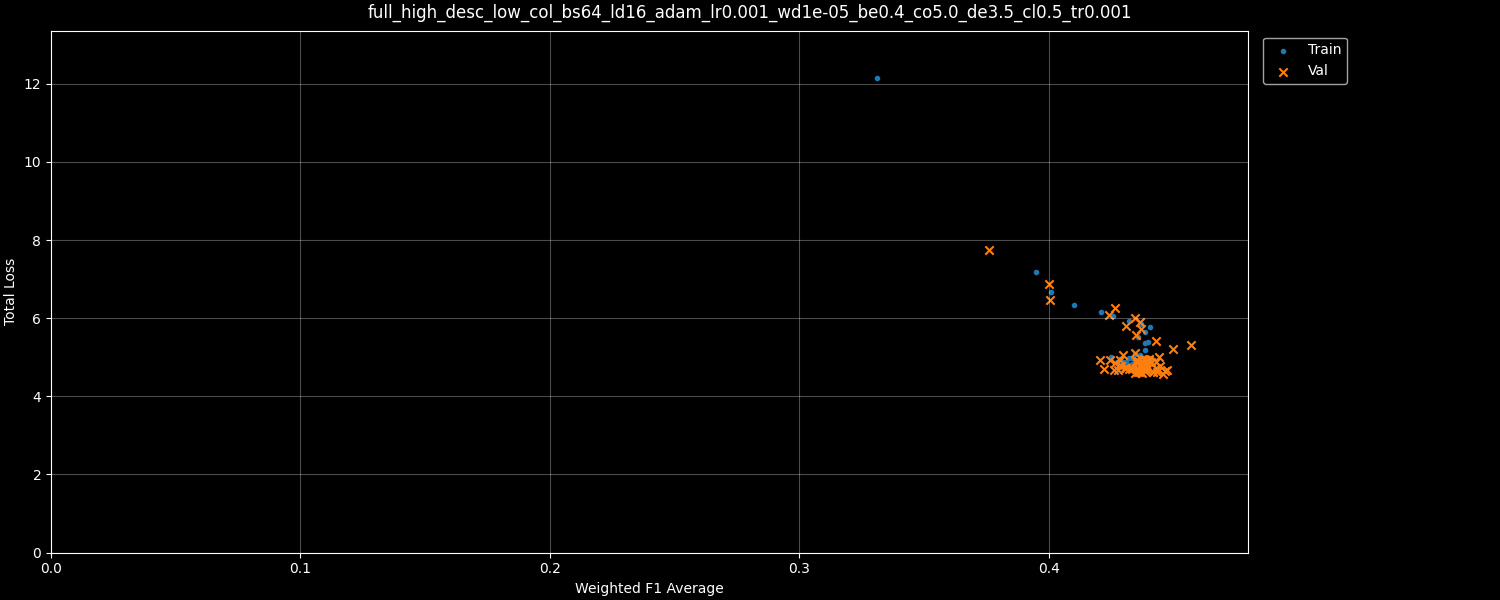 full_high_desc_low_col_bs64_ld16_adam_lr0.001_wd1e-05_be0.4_co5.0_de3.5_cl0.5_tr0.001
Train
Val
12
10
8
6
4
2
0
Total Loss
0.0 0.1 0.2 0.3 0.4
Weighted F1 Average